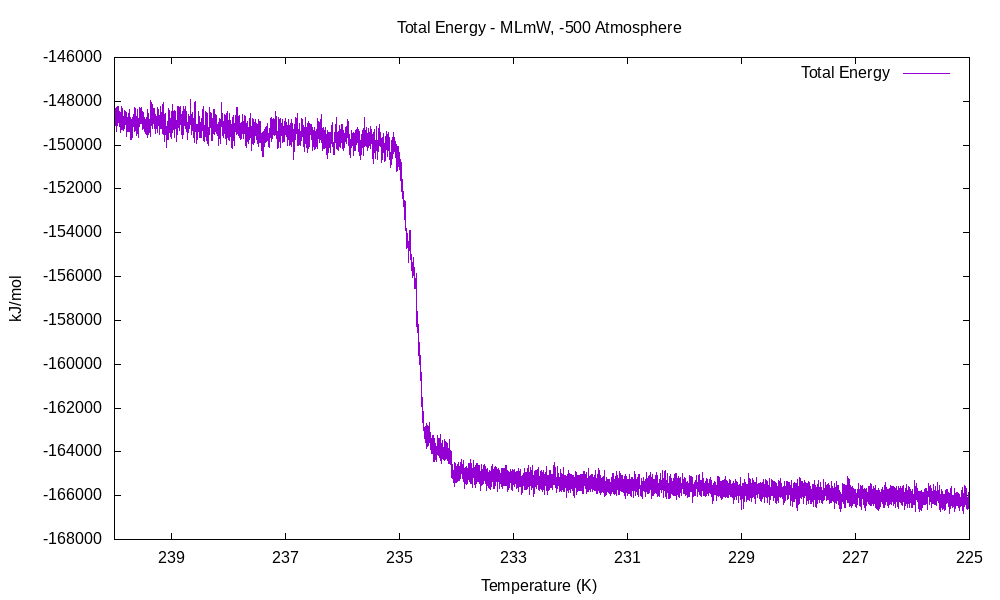 Total Energy - MLmW, -500 Atmosphere
Total Energy
-146000
-148000
-150000
-152000
-154000
-156000
-158000
-160000
-162000
-164000
-166000
-168000
kJ/mol
239 237 235 233 231 229 227 225
Temperature (K)